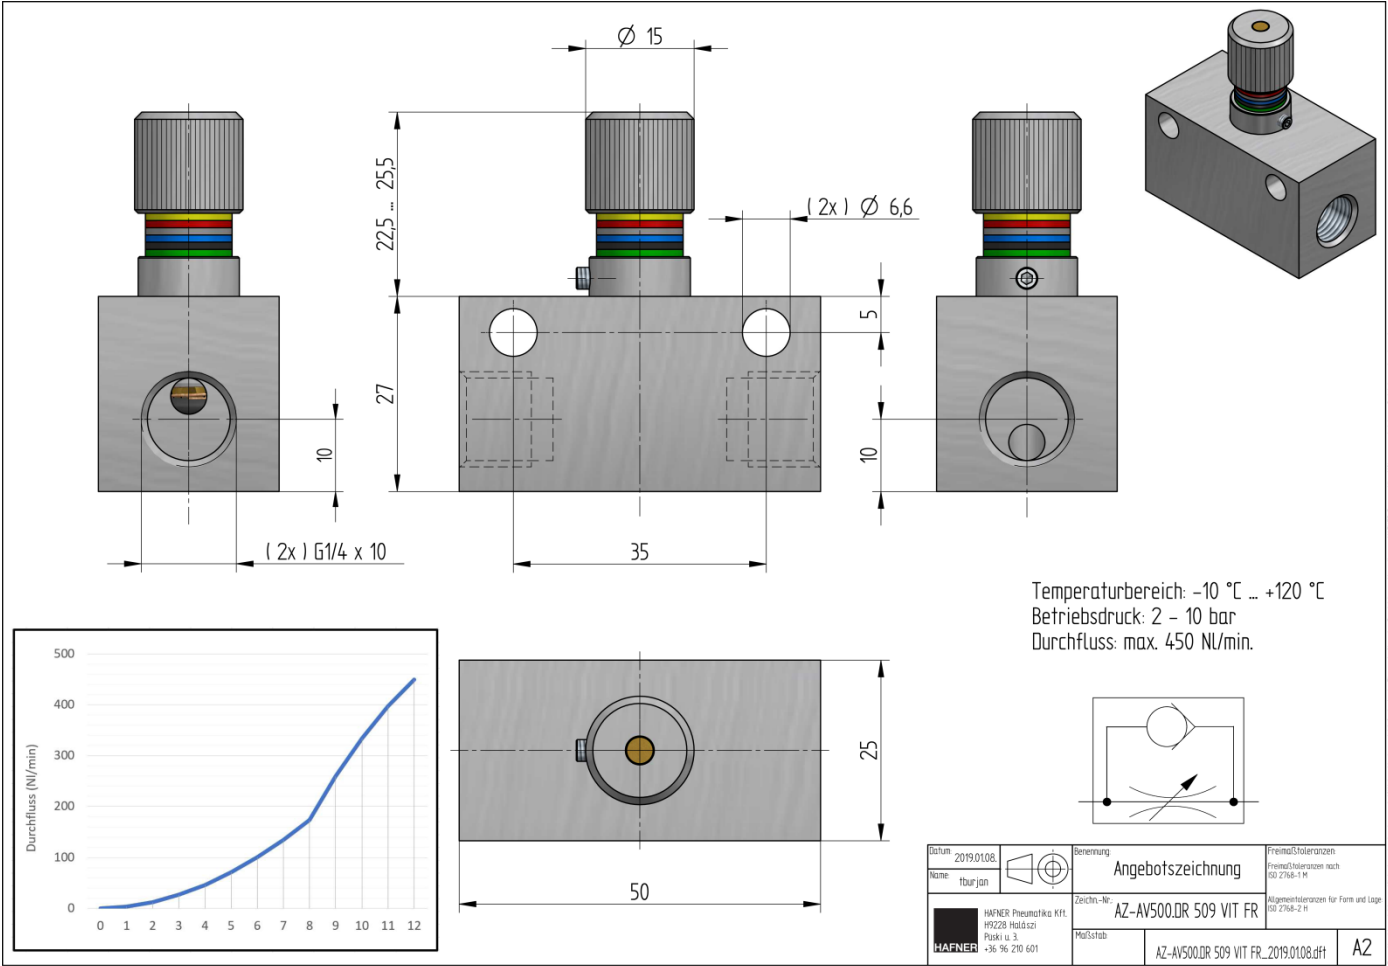 Ø 15
22,5 ... 25,5
( 2x ) Ø 6,6
5
27
10
10
( 2x ) G1/4 x 10
35
Temperaturbereich: -10 °C ... +120 °C
Betriebsdruck: 2 - 10 bar
Durchfluss: max. 450 Nl/min.
500
400
300
200
100
0
Durchfluss (Nl/min)
0 1 2 3 4 5 6 7 8 9 10 11 12
25
50
Datum 2019.01.08.
Name tburjan
Benennung:
Angebotszeichnung
Freimaßtoleranzen:
Freimaßtoleranzen nach
ISO 2768-1 M
Allgemeintoleranzen für Form und Lage
ISO 2768-2 H
Zeichn.-Nr.: AZ-AV500.DR 509 VIT FR
HAFNER
HAFNER Pneumatika Kft.
H9228 Halászi
Püski u. 3.
+36 96 210 601
Maßstab
AZ-AV500.DR 509 VIT FR_2019.01.08.dft
A2